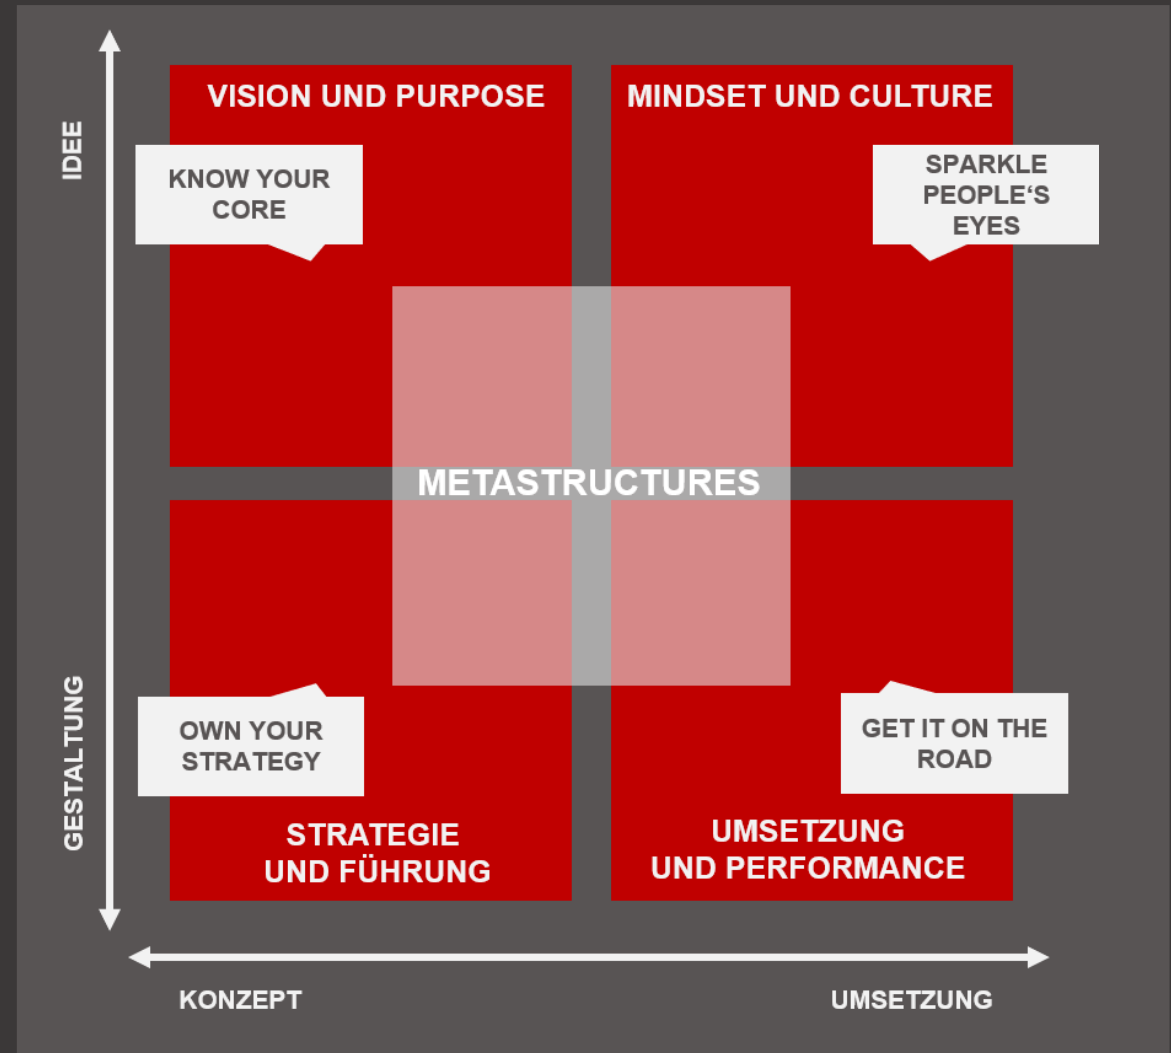 IDEE
VISION UND PURPOSE
MINDSET UND CULTURE
KNOW YOUR
CORE
SPARKLE
PEOPLE‘S
EYES
METASTRUCTURES
GESTALTUNG
OWN YOUR
STRATEGY
GET IT ON THE
ROAD
STRATEGIE
UND FÜHRUNG
UMSETZUNG
UND PERFORMANCE
KONZEPT
UMSETZUNG